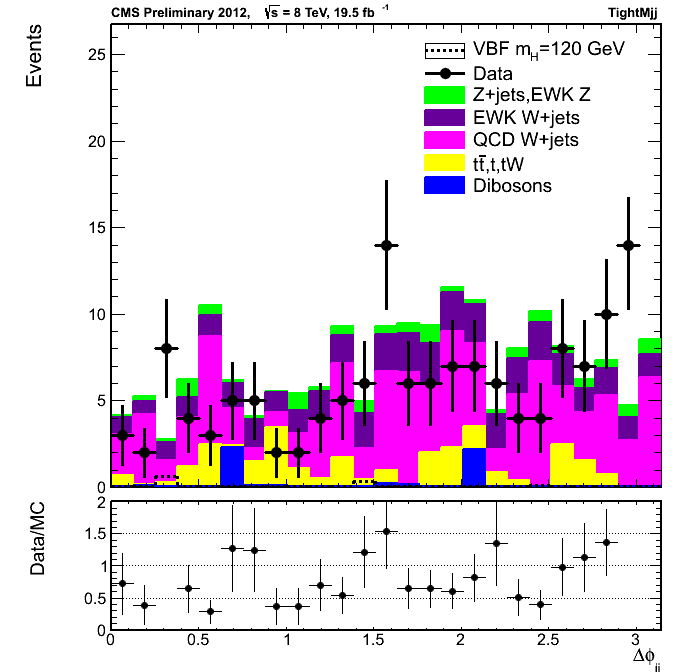 CMS Preliminary 2012, √s = 8 TeV, 19.5 fb⁻¹ TightMjj
Events
25
20
15
10
5
0
VBF m_H=120 GeV
Data
Z+jets,EWK Z
EWK W+jets
QCD W+jets
tt̄,t,tW
Dibosons
Data/MC
2
1.5
1
0.5
0
0 0.5 1 1.5 2 2.5 3
Δϕ_jj